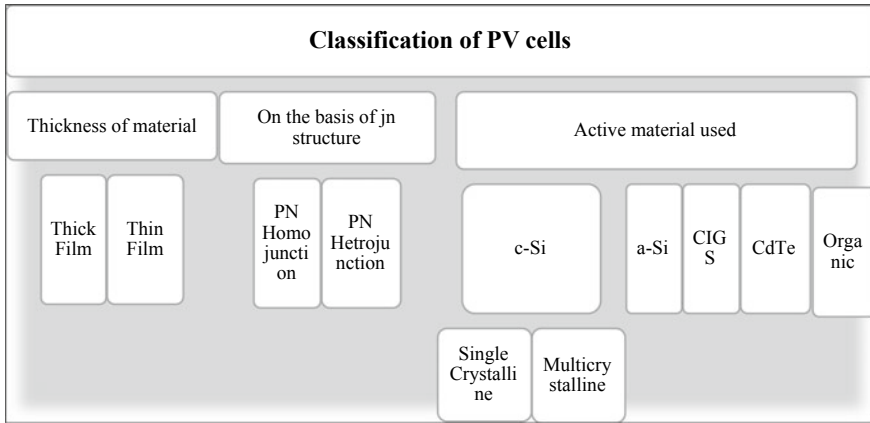 Classification of PV cells
Thickness of material
On the basis of jn
structure
Active material used
Thick
Film
Thin
Film
PN
Homo
juncti
on
PN
Hetroju
nction
c-Si
a-Si
CIG
S
CdTe
Orga
nic
Single
Crystalli
ne
Multicry
stalline